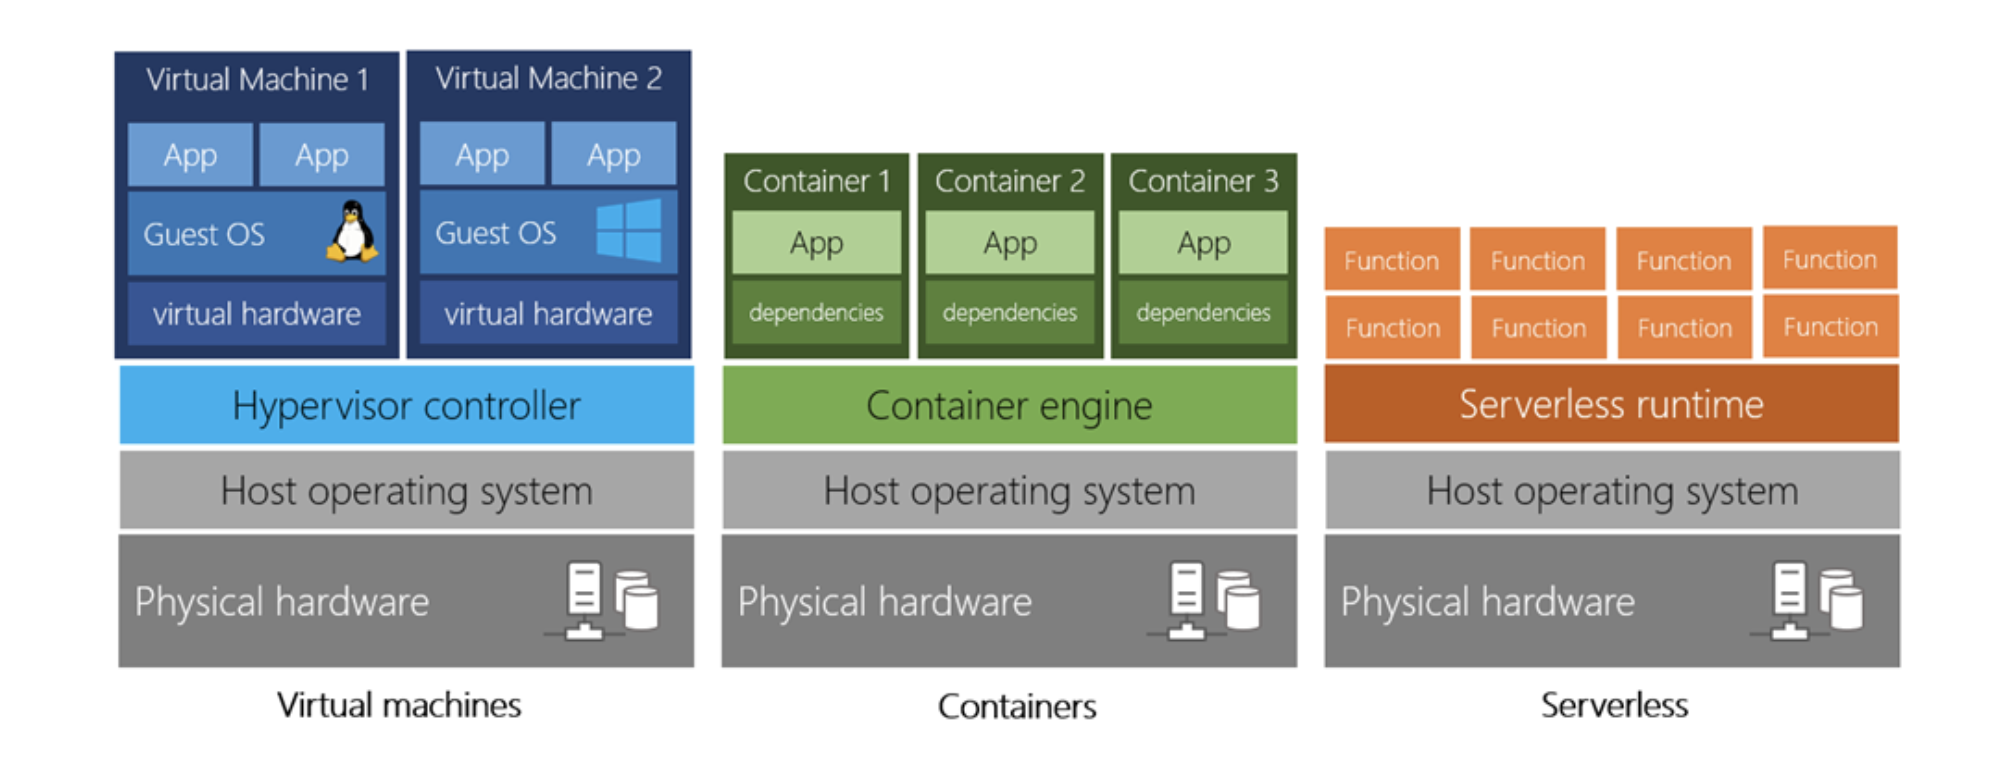 Virtual Machine 1
App App
Guest OS
virtual hardware
Virtual Machine 2
App App
Guest OS
virtual hardware
Hypervisor controller
Host operating system
Physical hardware
Virtual machines
Container 1
App
dependencies
Container 2
App
dependencies
Container 3
App
dependencies
Container engine
Host operating system
Physical hardware
Containers
Function Function Function Function
Function Function Function Function
Serverless runtime
Host operating system
Physical hardware
Serverless